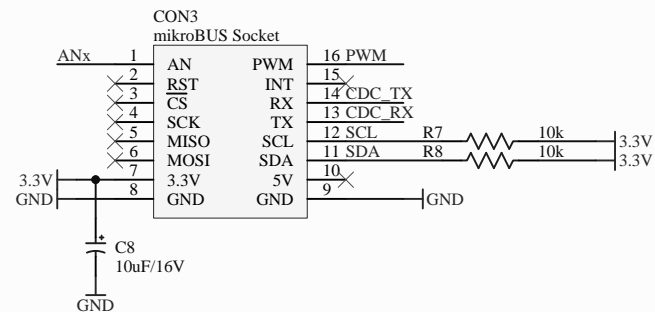 CON3
mikroBUS Socket
ANx 1 AN PWM 16 PWM
2 RST INT 15
3 CS RX 14 CDC_TX
4 SCK TX 13 CDC_RX
5 MISO SCL 12 SCL R7 10k 3.3V
6 MOSI SDA 11 SDA R8 10k 3.3V
3.3V 7 3.3V 5V 10
GND 8 GND GND 9 GND
+
C8
10uF/16V
GND